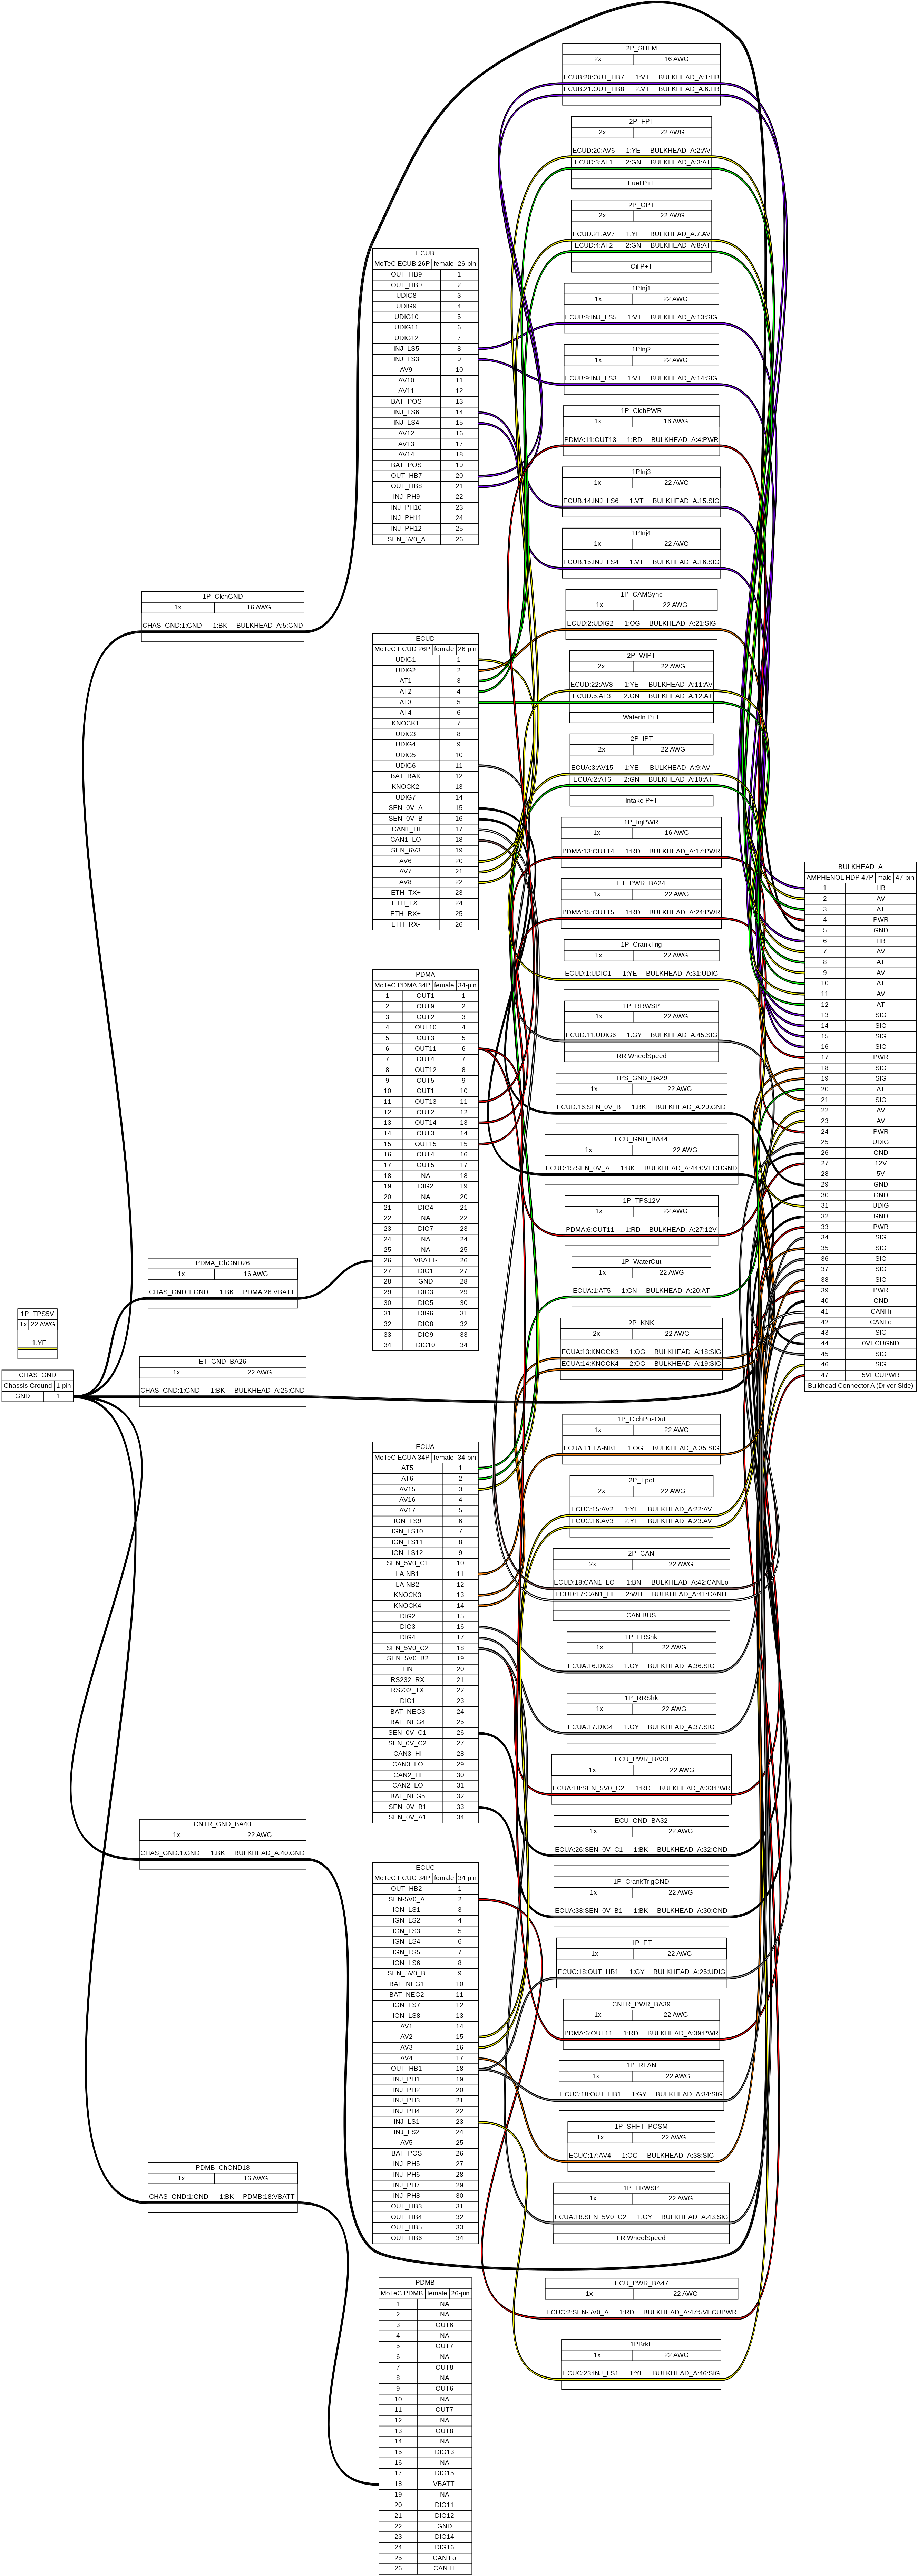 1P_ClchGND
1x 16 AWG
CHAS_GND:1:GND 1:BK BULKHEAD_A:5:GND
PDMA_ChGND26
1x 16 AWG
CHAS_GND:1:GND 1:BK PDMA:26:VBATT-
1P_TPS5V
1x 22 AWG
1:YE
CHAS_GND
Chassis Ground 1-pin
GND 1
ET_GND_BA26
1x 22 AWG
CHAS_GND:1:GND 1:BK BULKHEAD_A:26:GND
CNTR_GND_BA40
1x 22 AWG
CHAS_GND:1:GND 1:BK BULKHEAD_A:40:GND
PDMB_ChGND18
1x 16 AWG
CHAS_GND:1:GND 1:BK PDMB:18:VBATT-
ECUB
MoTeC ECUB 26P female 26-pin
OUT_HB9 1
OUT_HB9 2
UDIG8 3
UDIG9 4
UDIG10 5
UDIG11 6
UDIG12 7
INJ_LS5 8
INJ_LS3 9
AV9 10
AV10 11
AV11 12
BAT_POS 13
INJ_LS6 14
INJ_LS4 15
AV12 16
AV13 17
AV14 18
BAT_POS 19
OUT_HB7 20
OUT_HB8 21
INJ_PH9 22
INJ_PH10 23
INJ_PH11 24
INJ_PH12 25
SEN_5V0_A 26
ECUD
MoTeC ECUD 26P female 26-pin
UDIG1 1
UDIG2 2
AT1 3
AT2 4
AT3 5
AT4 6
KNOCK1 7
UDIG3 8
UDIG4 9
UDIG5 10
UDIG6 11
BAT_BAK 12
KNOCK2 13
UDIG7 14
SEN_0V_A 15
SEN_0V_B 16
CAN1_HI 17
CAN1_LO 18
SEN_6V3 19
AV6 20
AV7 21
AV8 22
ETH_TX+ 23
ETH_TX- 24
ETH_RX+ 25
ETH_RX- 26
PDMA
MoTeC PDMA 34P female 34-pin
1 OUT1 1
2 OUT9 2
3 OUT2 3
4 OUT10 4
5 OUT3 5
6 OUT11 6
7 OUT4 7
8 OUT12 8
9 OUT5 9
10 OUT1 10
11 OUT13 11
12 OUT2 12
13 OUT14 13
14 OUT3 14
15 OUT15 15
16 OUT4 16
17 OUT5 17
18 NA 18
19 DIG2 19
20 NA 20
21 DIG4 21
22 NA 22
23 DIG7 23
24 NA 24
25 NA 25
26 VBATT- 26
27 DIG1 27
28 GND 28
29 DIG3 29
30 DIG5 30
31 DIG6 31
32 DIG8 32
33 DIG9 33
34 DIG10 34
ECUA
MoTeC ECUA 34P female 34-pin
AT5 1
AT6 2
AV15 3
AV16 4
AV17 5
IGN_LS9 6
IGN_LS10 7
IGN_LS11 8
IGN_LS12 9
SEN_5V0_C1 10
LA-NB1 11
LA-NB2 12
KNOCK3 13
KNOCK4 14
DIG2 15
DIG3 16
DIG4 17
SEN_5V0_C2 18
SEN_5V0_B2 19
LIN 20
RS232_RX 21
RS232_TX 22
DIG1 23
BAT_NEG3 24
BAT_NEG4 25
SEN_0V_C1 26
SEN_0V_C2 27
CAN3_HI 28
CAN3_LO 29
CAN2_HI 30
CAN2_LO 31
BAT_NEG5 32
SEN_0V_B1 33
SEN_0V_A1 34
ECUC
MoTeC ECUC 34P female 34-pin
OUT_HB2 1
SEN-5V0_A 2
IGN_LS1 3
IGN_LS2 4
IGN_LS3 5
IGN_LS4 6
IGN_LS5 7
IGN_LS6 8
SEN_5V0_B 9
BAT_NEG1 10
BAT_NEG2 11
IGN_LS7 12
IGN_LS8 13
AV1 14
AV2 15
AV3 16
AV4 17
OUT_HB1 18
INJ_PH1 19
INJ_PH2 20
INJ_PH3 21
INJ_PH4 22
INJ_LS1 23
INJ_LS2 24
AV5 25
BAT_POS 26
INJ_PH5 27
INJ_PH6 28
INJ_PH7 29
INJ_PH8 30
OUT_HB3 31
OUT_HB4 32
OUT_HB5 33
OUT_HB6 34
PDMB
MoTeC PDMB female 26-pin
1 NA
2 NA
3 OUT6
4 NA
5 OUT7
6 NA
7 OUT8
8 NA
9 OUT6
10 NA
11 OUT7
12 NA
13 OUT8
14 NA
15 DIG13
16 NA
17 DIG15
18 VBATT-
19 NA
20 DIG11
21 DIG12
22 GND
23 DIG14
24 DIG16
25 CAN Lo
26 CAN Hi
2P_SHFM
2x 16 AWG
ECUB:20:OUT_HB7 1:VT BULKHEAD_A:1:HB
ECUB:21:OUT_HB8 2:VT BULKHEAD_A:6:HB
2P_FPT
2x 22 AWG
ECUD:20:AV6 1:YE BULKHEAD_A:2:AV
ECUD:3:AT1 2:GN BULKHEAD_A:3:AT
Fuel P+T
2P_OPT
2x 22 AWG
ECUD:21:AV7 1:YE BULKHEAD_A:7:AV
ECUD:4:AT2 2:GN BULKHEAD_A:8:AT
Oil P+T
1PInj1
1x 22 AWG
ECUB:8:INJ_LS5 1:VT BULKHEAD_A:13:SIG
1PInj2
1x 22 AWG
ECUB:9:INJ_LS3 1:VT BULKHEAD_A:14:SIG
1P_ClchPWR
1x 16 AWG
PDMA:11:OUT13 1:RD BULKHEAD_A:4:PWR
1PInj3
1x 22 AWG
ECUB:14:INJ_LS6 1:VT BULKHEAD_A:15:SIG
1PInj4
1x 22 AWG
ECUB:15:INJ_LS4 1:VT BULKHEAD_A:16:SIG
1P_CAMSync
1x 22 AWG
ECUD:2:UDIG2 1:OG BULKHEAD_A:21:SIG
2P_WIPT
2x 22 AWG
ECUD:22:AV8 1:YE BULKHEAD_A:11:AV
ECUD:5:AT3 2:GN BULKHEAD_A:12:AT
WaterIn P+T
2P_IPT
2x 22 AWG
ECUA:3:AV15 1:YE BULKHEAD_A:9:AV
ECUA:2:AT6 2:GN BULKHEAD_A:10:AT
Intake P+T
1P_InjPWR
1x 16 AWG
PDMA:13:OUT14 1:RD BULKHEAD_A:17:PWR
ET_PWR_BA24
1x 22 AWG
PDMA:15:OUT15 1:RD BULKHEAD_A:24:PWR
1P_CrankTrig
1x 22 AWG
ECUD:1:UDIG1 1:YE BULKHEAD_A:31:UDIG
1P_RRWSP
1x 22 AWG
ECUD:11:UDIG6 1:GY BULKHEAD_A:45:SIG
RR WheelSpeed
TPS_GND_BA29
1x 22 AWG
ECUD:16:SEN_0V_B 1:BK BULKHEAD_A:29:GND
ECU_GND_BA44
1x 22 AWG
ECUD:15:SEN_0V_A 1:BK BULKHEAD_A:44:0VECUGND
1P_TPS12V
1x 22 AWG
PDMA:6:OUT11 1:RD BULKHEAD_A:27:12V
1P_WaterOut
1x 22 AWG
ECUA:1:AT5 1:GN BULKHEAD_A:20:AT
2P_KNK
2x 22 AWG
ECUA:13:KNOCK3 1:OG BULKHEAD_A:18:SIG
ECUA:14:KNOCK4 2:OG BULKHEAD_A:19:SIG
1P_ClchPosOut
1x 22 AWG
ECUA:11:LA-NB1 1:OG BULKHEAD_A:35:SIG
2P_Tpot
2x 22 AWG
ECUC:15:AV2 1:YE BULKHEAD_A:22:AV
ECUC:16:AV3 2:YE BULKHEAD_A:23:AV
2P_CAN
2x 22 AWG
ECUD:18:CAN1_LO 1:BN BULKHEAD_A:42:CANLo
ECUD:17:CAN1_HI 2:WH BULKHEAD_A:41:CANHi
CAN BUS
1P_LRShk
1x 22 AWG
ECUA:16:DIG3 1:GY BULKHEAD_A:36:SIG
1P_RRShk
1x 22 AWG
ECUA:17:DIG4 1:GY BULKHEAD_A:37:SIG
ECU_PWR_BA33
1x 22 AWG
ECUA:18:SEN_5V0_C2 1:RD BULKHEAD_A:33:PWR
ECU_GND_BA32
1x 22 AWG
ECUA:26:SEN_0V_C1 1:BK BULKHEAD_A:32:GND
1P_CrankTrigGND
1x 22 AWG
ECUA:33:SEN_0V_B1 1:BK BULKHEAD_A:30:GND
1P_ET
1x 22 AWG
ECUC:18:OUT_HB1 1:GY BULKHEAD_A:25:UDIG
CNTR_PWR_BA39
1x 22 AWG
PDMA:6:OUT11 1:RD BULKHEAD_A:39:PWR
1P_RFAN
1x 22 AWG
ECUC:18:OUT_HB1 1:GY BULKHEAD_A:34:SIG
1P_SHFT_POSM
1x 22 AWG
ECUC:17:AV4 1:OG BULKHEAD_A:38:SIG
1P_LRWSP
1x 22 AWG
ECUA:18:SEN_5V0_C2 1:GY BULKHEAD_A:43:SIG
LR WheelSpeed
ECU_PWR_BA47
1x 22 AWG
ECUC:2:SEN-5V0_A 1:RD BULKHEAD_A:47:5VECUPWR
1PBrkL
1x 22 AWG
ECUC:23:INJ_LS1 1:YE BULKHEAD_A:46:SIG
BULKHEAD_A
AMPHENOL HDP 47P male 47-pin
1 HB
2 AV
3 AT
4 PWR
5 GND
6 HB
7 AV
8 AT
9 AV
10 AT
11 AV
12 AT
13 SIG
14 SIG
15 SIG
16 SIG
17 PWR
18 SIG
19 SIG
20 AT
21 SIG
22 AV
23 AV
24 PWR
25 UDIG
26 GND
27 12V
28 5V
29 GND
30 GND
31 UDIG
32 GND
33 PWR
34 SIG
35 SIG
36 SIG
37 SIG
38 SIG
39 PWR
40 GND
41 CANHi
42 CANLo
43 SIG
44 0VECUGND
45 SIG
46 SIG
47 5VECUPWR
Bulkhead Connector A (Driver Side)